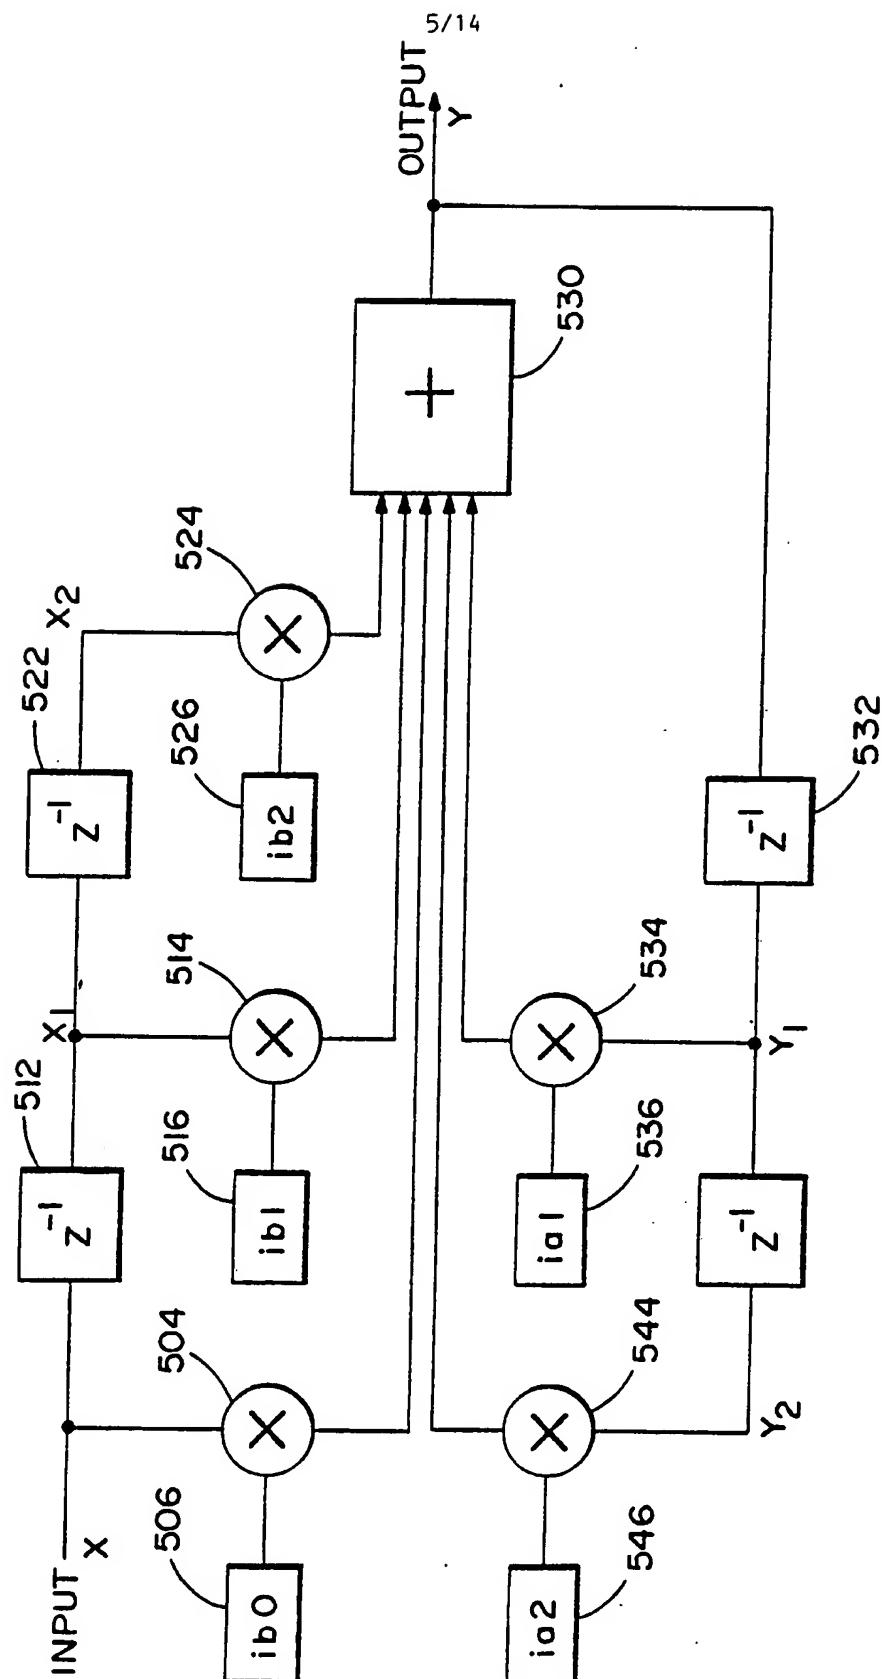 5/14
INPUT
X
512
Z-1
X1
522
Z-1
X2
506
ib0
504
X
516
ib1
514
X
526
ib2
524
X
+
530
OUTPUT
Y
546
ia2
544
X
536
ia1
534
X
Y2
Z-1
Y1
Z-1
532